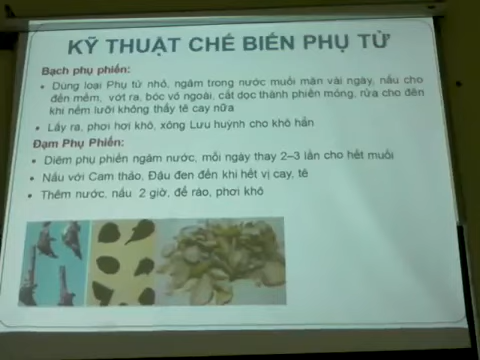 KỸ THUẬT CHẾ BIẾN PHỤ TỬ
Bạch phụ phiến:
• Dùng loại Phụ tử nhỏ, ngâm trong nước muối mặn vài ngày, nấu cho
đến mềm, vớt ra, bóc vỏ ngoài, cắt dọc thành phiến mỏng, rửa cho đến
khi nếm lưỡi không thấy tê cay nữa
• Lấy ra, phơi hơi khô, xông Lưu huỳnh cho khô hẳn
Đạm Phụ Phiến:
• Diêm phụ phiến ngâm nước, mỗi ngày thay 2–3 lần cho hết muối
• Nấu với Cam thảo, Đậu đen đến khi hết vị cay, tê
• Thêm nước, nấu 2 giờ, để ráo, phơi khô